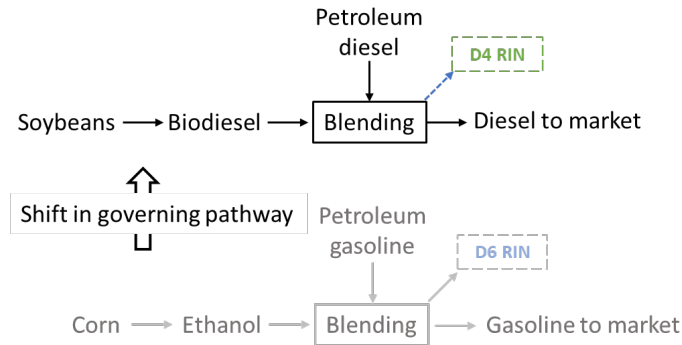 Petroleum
diesel
D4 RIN
Soybeans
Biodiesel
Blending
Diesel to market
Shift in governing pathway
Petroleum
gasoline
D6 RIN
Corn
Ethanol
Blending
Gasoline to market